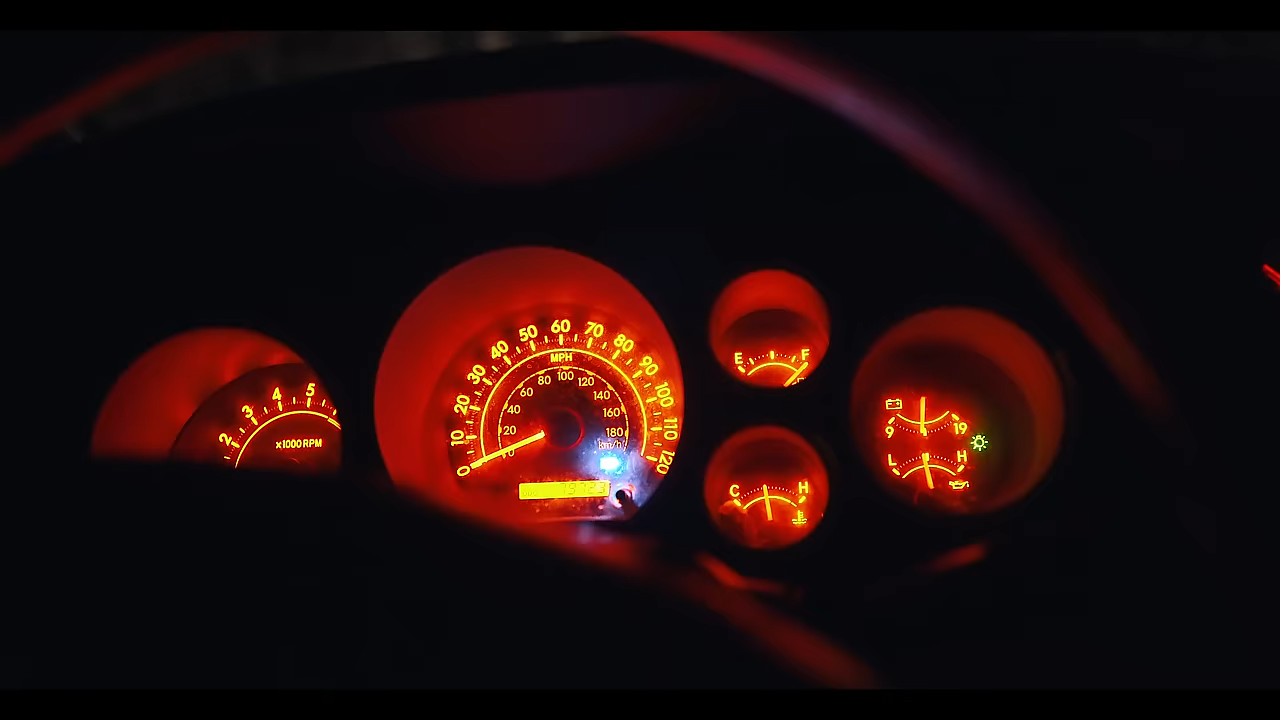 2 3 4 5
x1000 RPM
0 10 20 30 40 50 60 70 80 90 100 110 120
MPH
20 40 60 80 100 120 140 160 180
km/h
E F
C H
9 19
L H